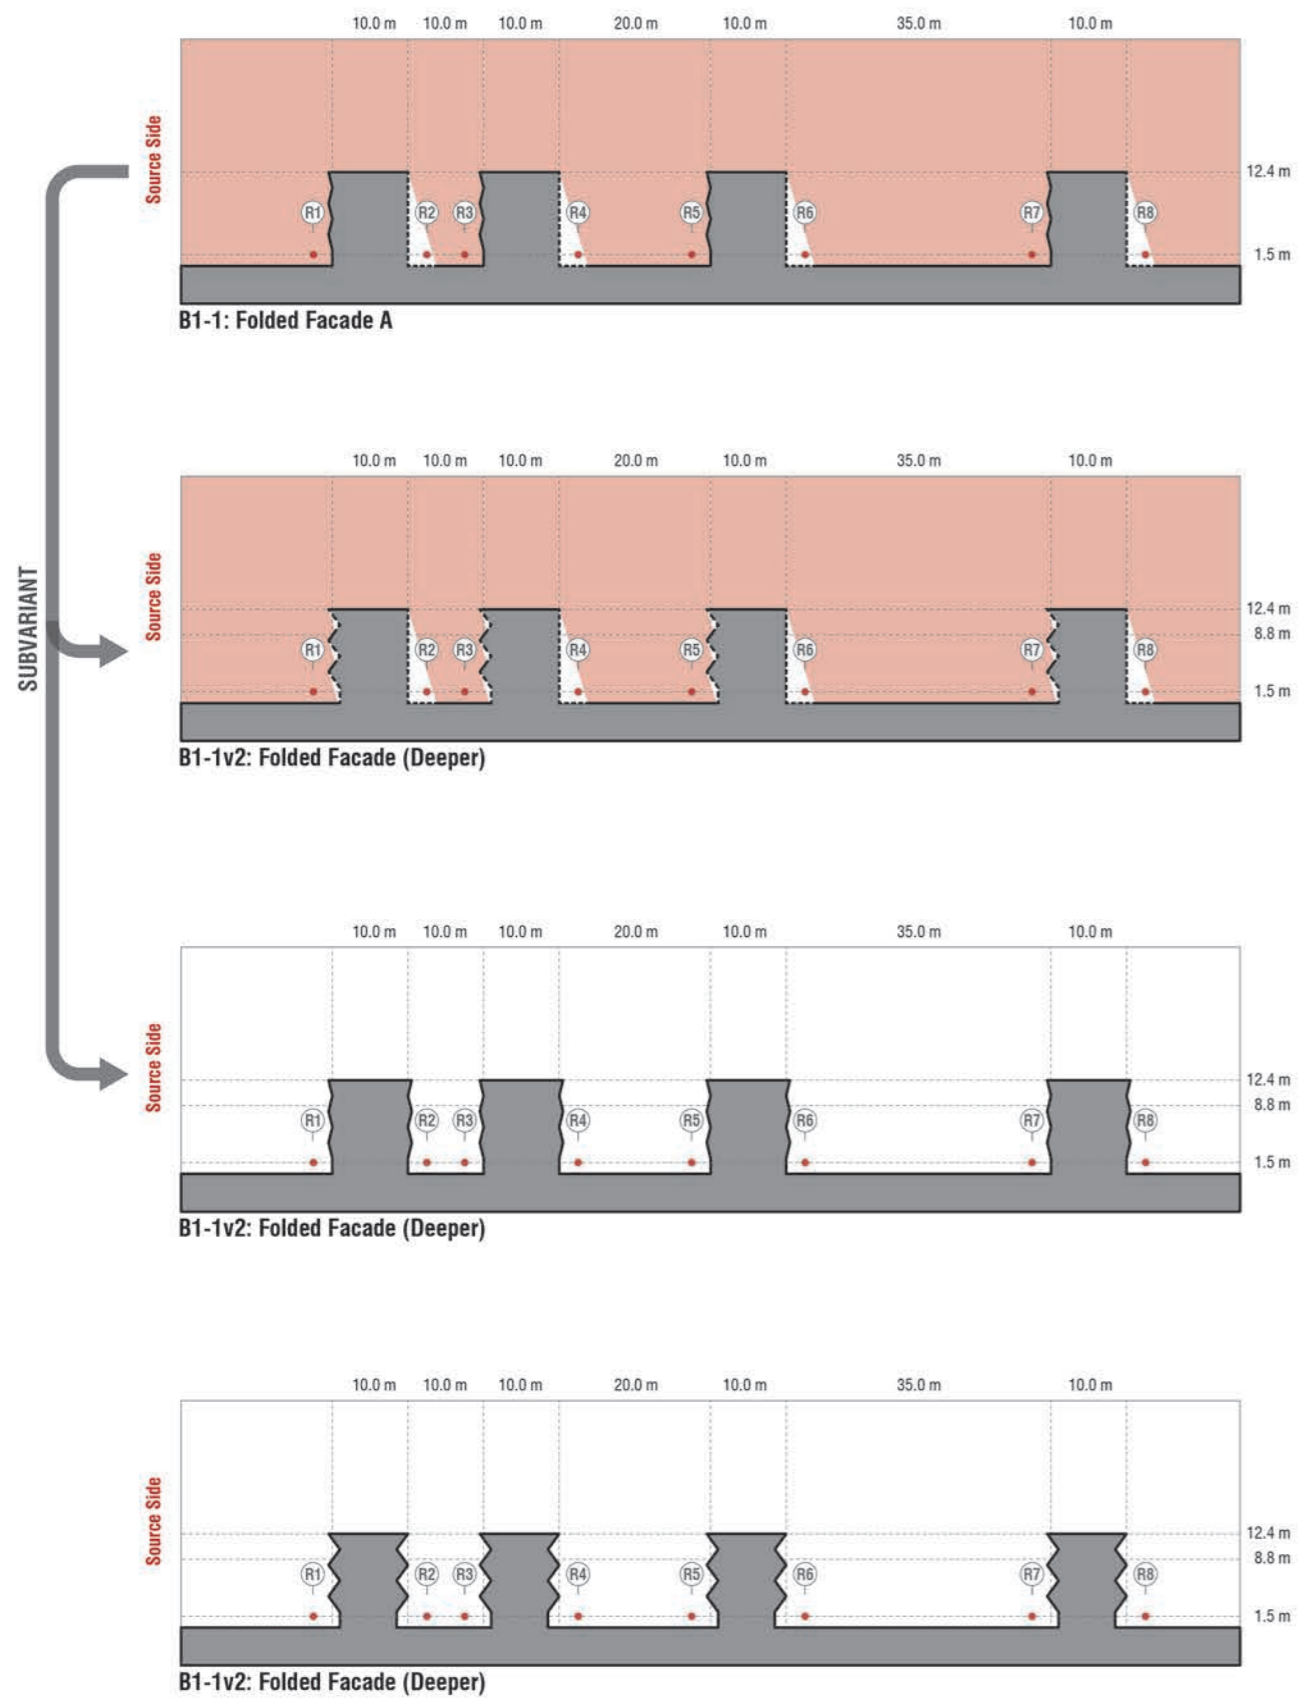 10.0 m 10.0 m 10.0 m 20.0 m 10.0 m 35.0 m 10.0 m
Source Side
12.4 m
R1 R2 R3 R4 R5 R6 R7 R8
1.5 m
B1-1: Folded Facade A
SUBVARIANT
10.0 m 10.0 m 10.0 m 20.0 m 10.0 m 35.0 m 10.0 m
Source Side
12.4 m
8.8 m
R1 R2 R3 R4 R5 R6 R7 R8
1.5 m
B1-1v2: Folded Facade (Deeper)
10.0 m 10.0 m 10.0 m 20.0 m 10.0 m 35.0 m 10.0 m
Source Side
12.4 m
8.8 m
R1 R2 R3 R4 R5 R6 R7 R8
1.5 m
B1-1v2: Folded Facade (Deeper)
10.0 m 10.0 m 10.0 m 20.0 m 10.0 m 35.0 m 10.0 m
Source Side
12.4 m
8.8 m
R1 R2 R3 R4 R5 R6 R7 R8
1.5 m
B1-1v2: Folded Facade (Deeper)